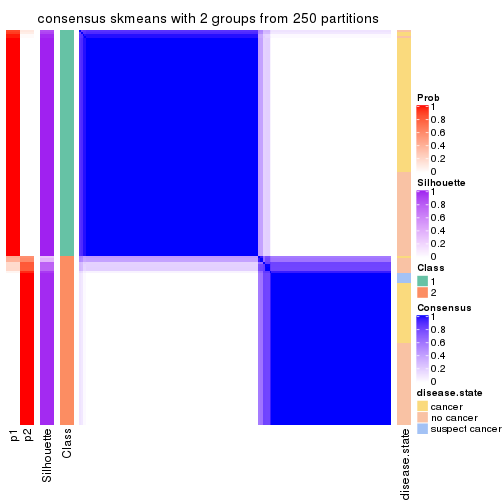 consensus skmeans with 2 groups from 250 partitions
Prob
1
0.8
0.6
0.4
0.2
0
Silhouette
1
0.8
0.6
0.4
0.2
0
Class
1
2
Consensus
1
0.8
0.6
0.4
0.2
0
disease.state
cancer
no cancer
suspect cancer
p1
p2
Silhouette
Class
disease.state